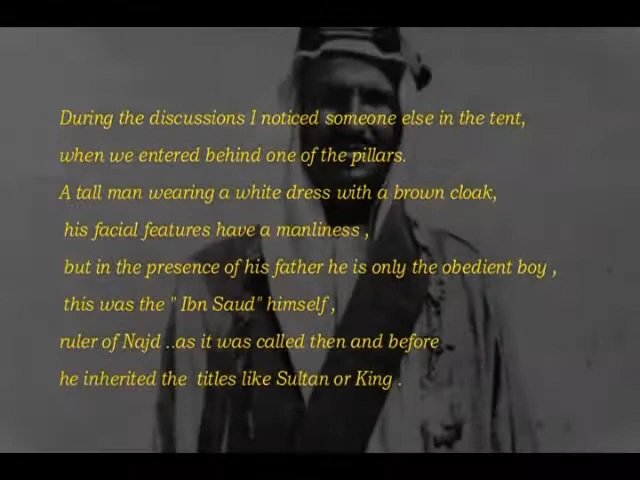 During the discussions I noticed someone else in the tent,
when we entered behind one of the pillars.
A tall man wearing a white dress with a brown cloak,
his facial features have a manliness ,
but in the presence of his father he is only the obedient boy ,
this was the " Ibn Saud" himself ,
ruler of Najd ..as it was called then and before
he inherited the titles like Sultan or King .